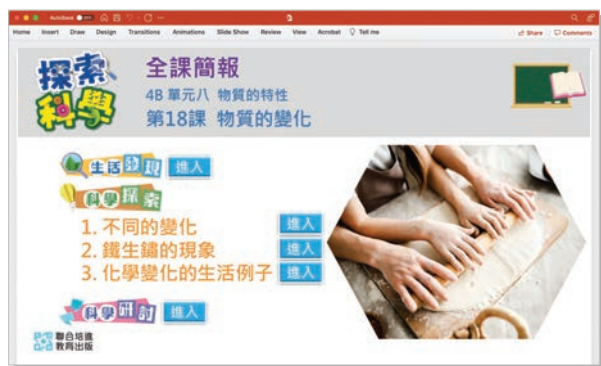 AutoSave OFF
Home Insert Draw Design Transitions Animations Slide Show Review View Acrobat Tell me Share Comments
探索科學
全課簡報
4B 單元八 物質的特性
第18課 物質的變化
生活發現 進入
科學探索
1. 不同的變化 進入
2. 鐵生鏽的現象 進入
3. 化學變化的生活例子 進入
科學研討 進入
聯合培進
教育出版